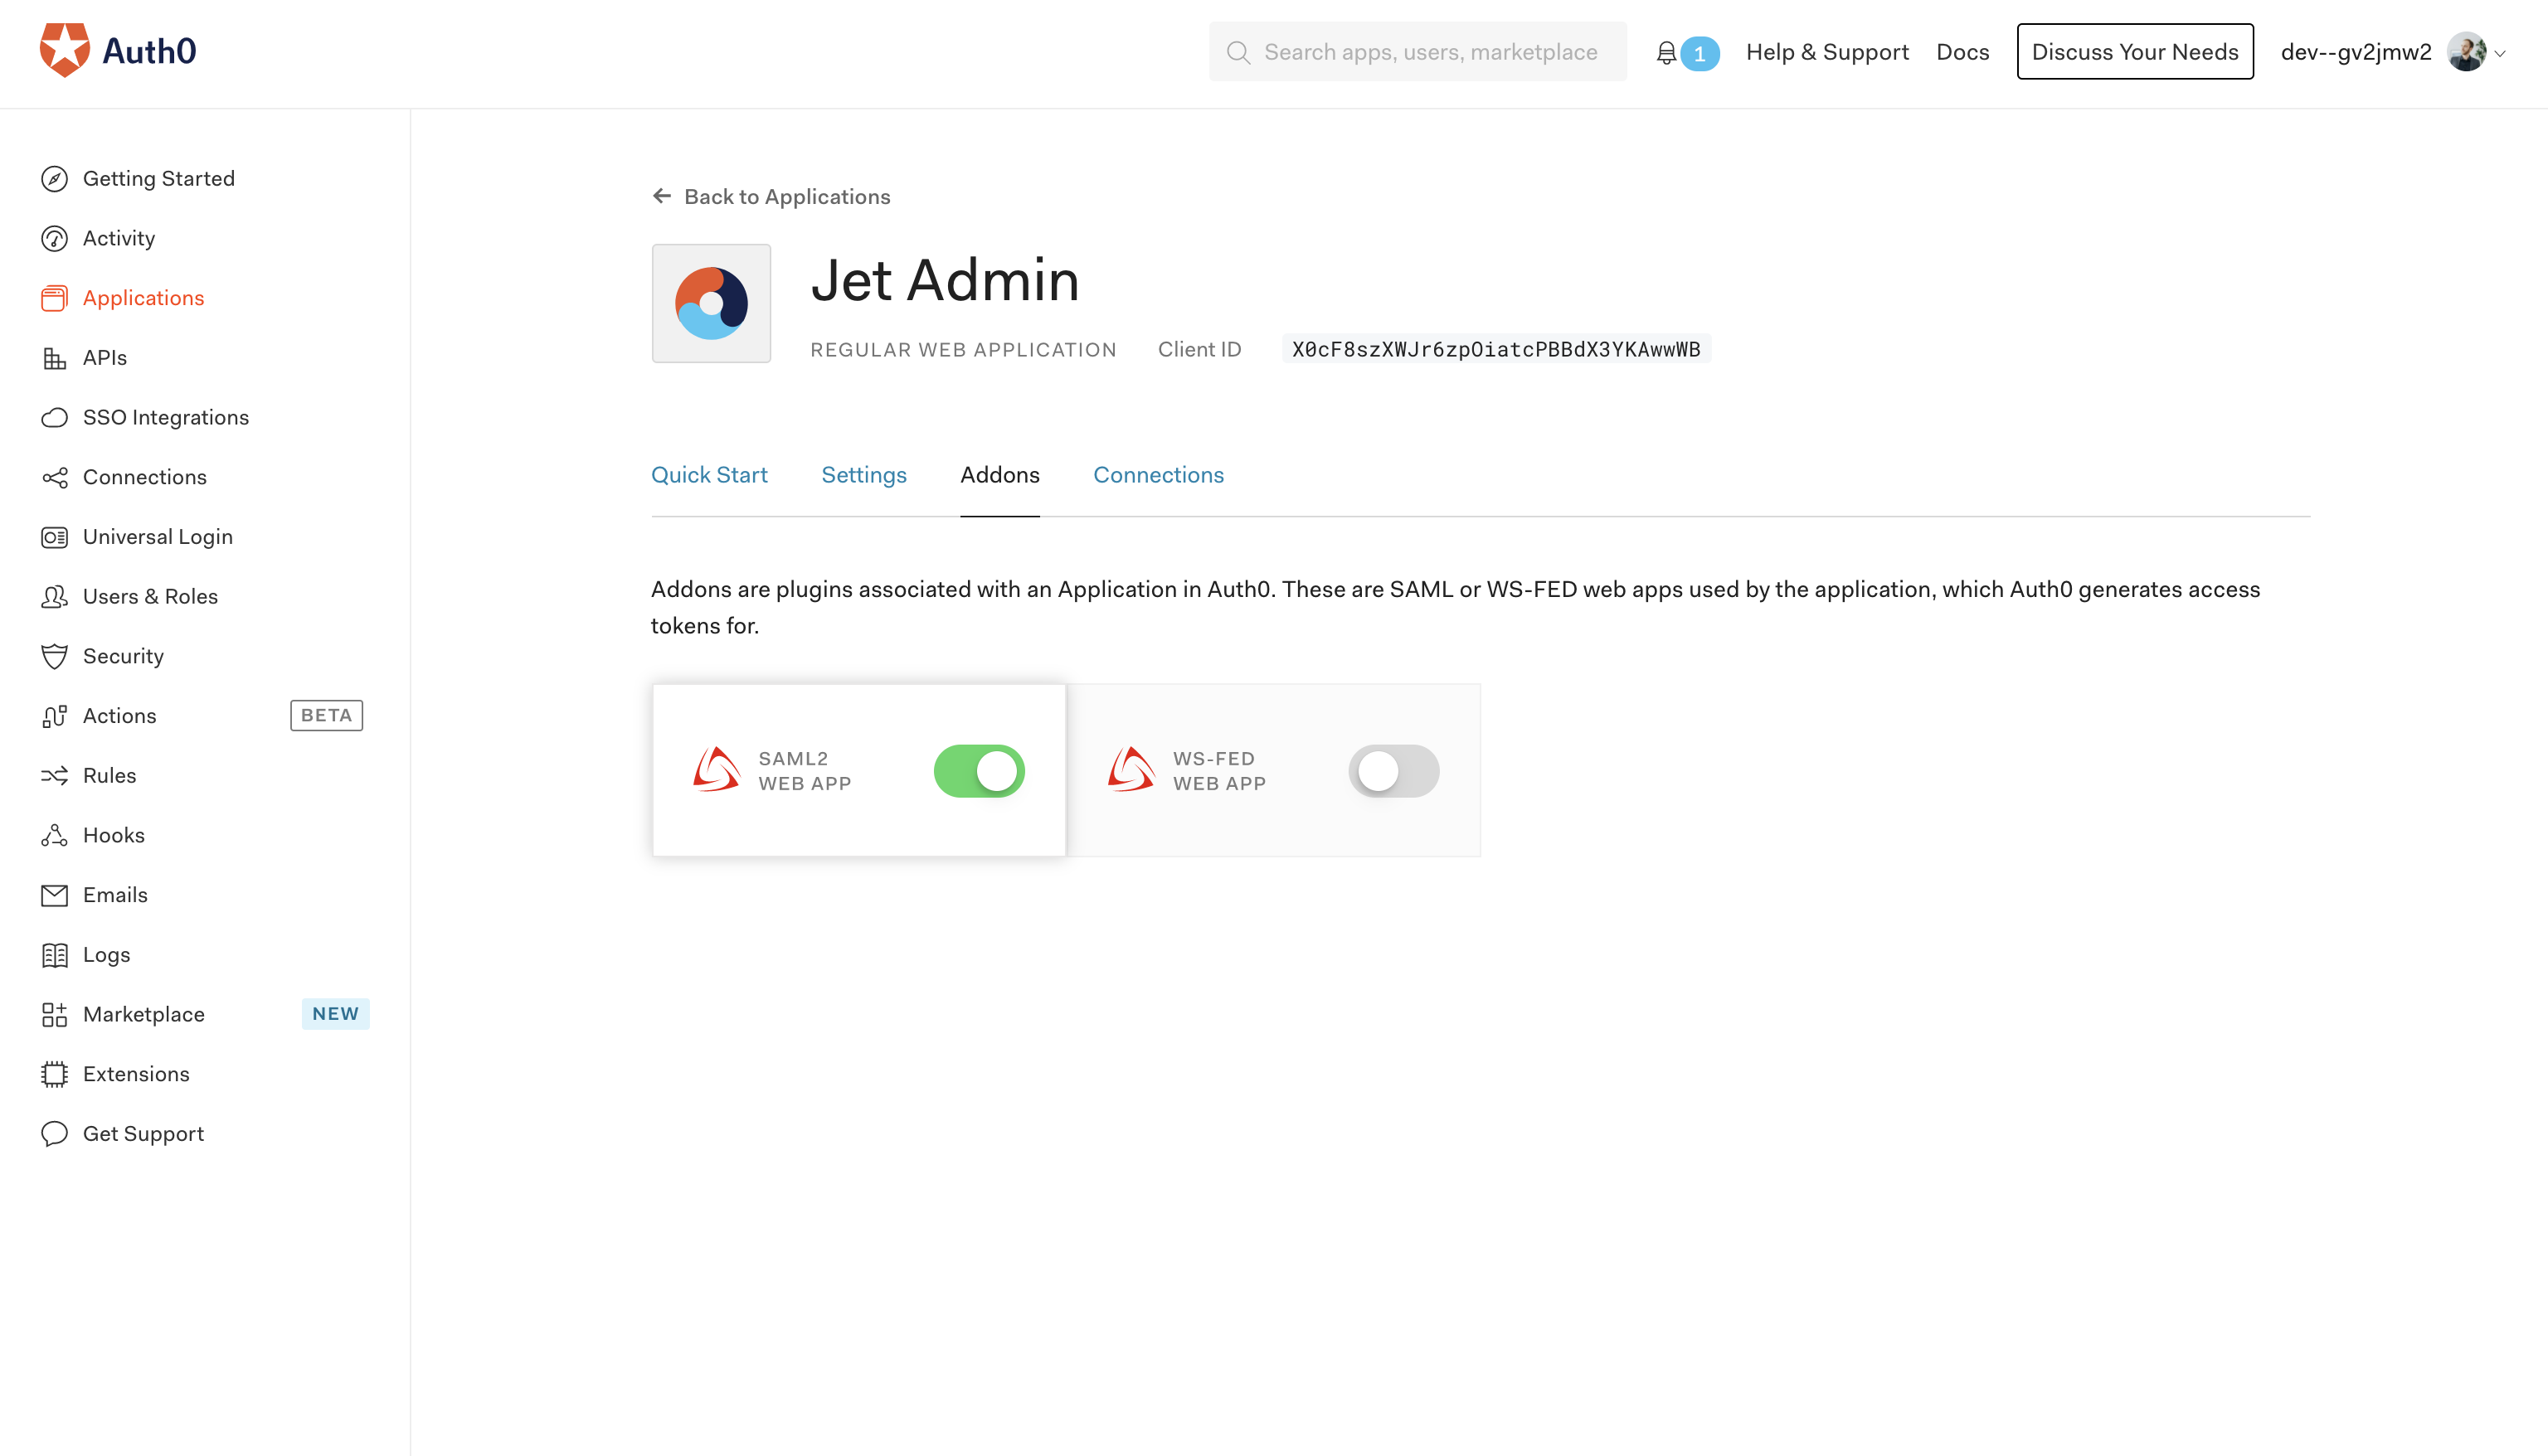 Auth0
Search apps, users, marketplace
1
Help & Support
Docs
Discuss Your Needs
dev--gv2jmw2
Getting Started
Activity
Applications
APIs
SSO Integrations
Connections
Universal Login
Users & Roles
Security
Actions
BETA
Rules
Hooks
Emails
Logs
Marketplace
NEW
Extensions
Get Support
Back to Applications
Jet Admin
REGULAR WEB APPLICATION
Client ID
X0cF8szXWJr6zpOiatcPBBdX3YKAwwWB
Quick Start
Settings
Addons
Connections
Addons are plugins associated with an Application in Auth0. These are SAML or WS-FED web apps used by the application, which Auth0 generates access
tokens for.
SAML2
WEB APP
WS-FED
WEB APP